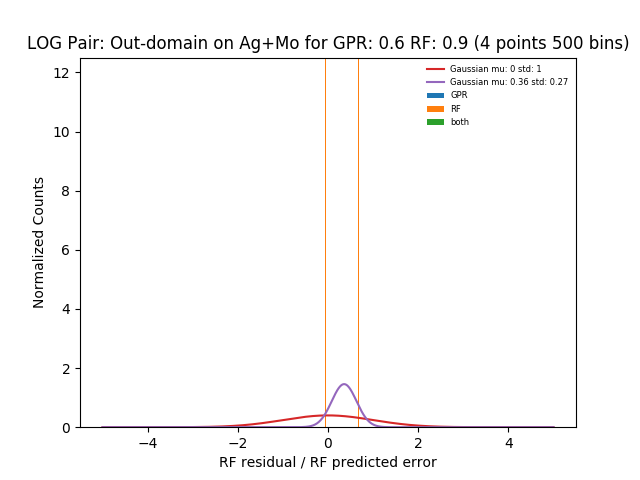 LOG Pair: Out-domain on Ag+Mo for GPR: 0.6 RF: 0.9 (4 points 500 bins)
Gaussian mu: 0 std: 1
Gaussian mu: 0.36 std: 0.27
GPR
RF
both
Normalized Counts
12
10
8
6
4
2
0
−4
−2
0
2
4
RF residual / RF predicted error